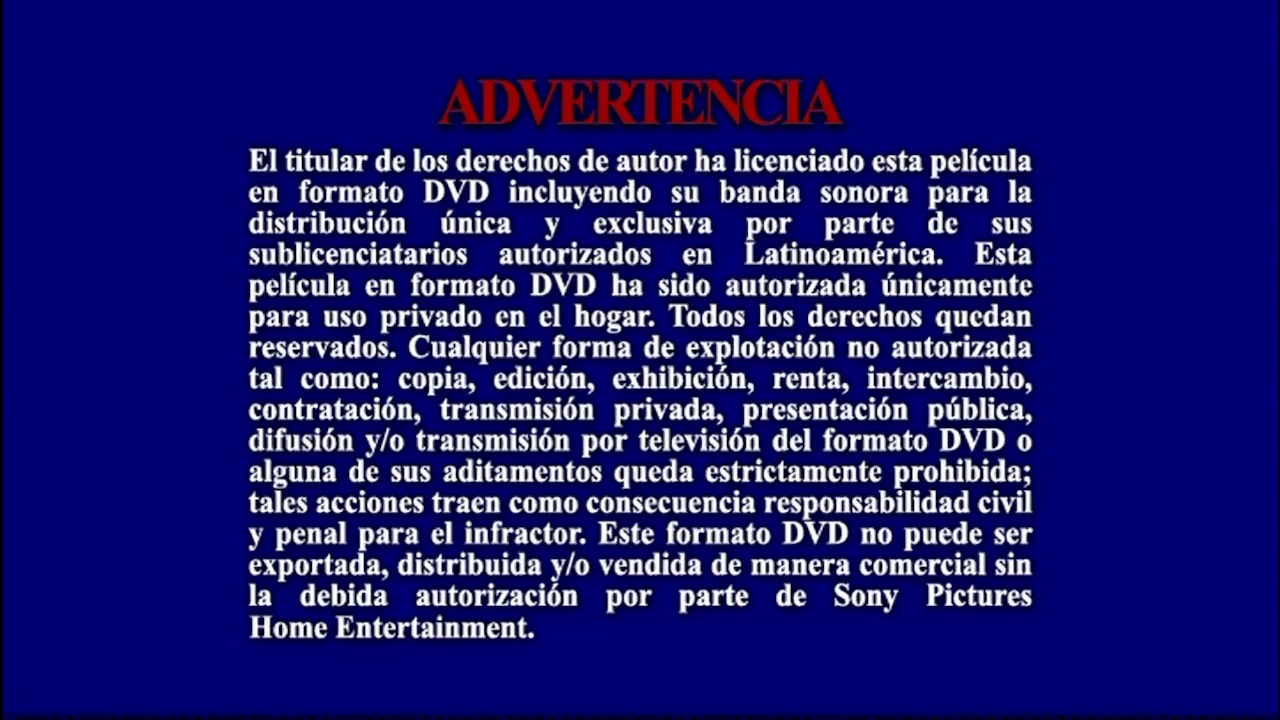 ADVERTENCIA
El titular de los derechos de autor ha licenciado esta película
en formato DVD incluyendo su banda sonora para la
distribución única y exclusiva por parte de sus
sublicenciatarios autorizados en Latinoamérica. Esta
película en formato DVD ha sido autorizada únicamente
para uso privado en el hogar. Todos los derechos quedan
reservados. Cualquier forma de explotación no autorizada
tal como: copia, edición, exhibición, renta, intercambio,
contratación, transmisión privada, presentación pública,
difusión y/o transmisión por televisión del formato DVD o
alguna de sus aditamentos queda estrictamente prohibida;
tales acciones traen como consecuencia responsabilidad civil
y penal para el infractor. Este formato DVD no puede ser
exportada, distribuida y/o vendida de manera comercial sin
la debida autorización por parte de Sony Pictures
Home Entertainment.